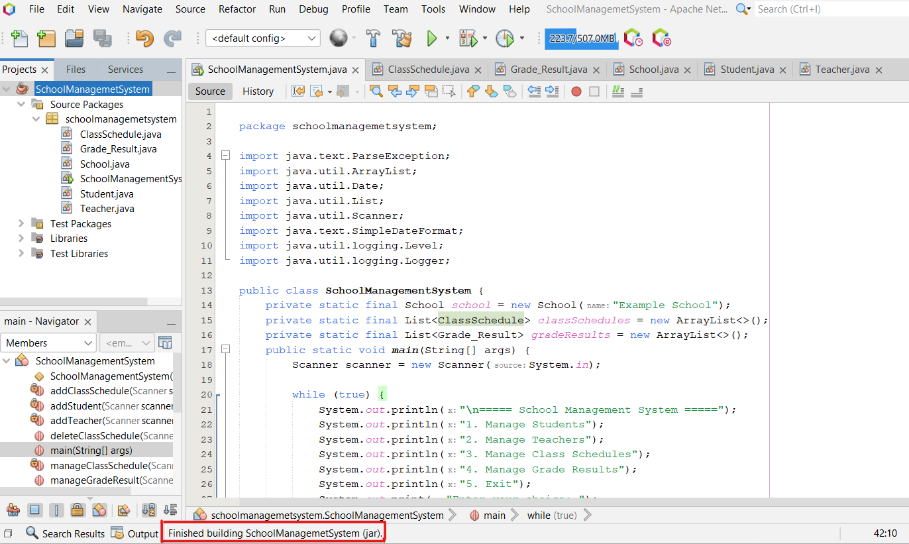 File Edit View Navigate Source Refactor Run Debug Profile Team Tools Window Help SchoolManagemetSystem - Apache Net... Search (Ctrl+I)
<default config> 223.7/507.0MB
Projects Files Services
SchoolManagemetSystem
Source Packages
schoolmanagemetsystem
ClassSchedule.java
Grade_Result.java
School.java
SchoolManagementSys
Student.java
Teacher.java
Test Packages
Libraries
Test Libraries
main - Navigator
Members <em...
SchoolManagementSystem
SchoolManagementSystem(
addClassSchedule(Scanner s
addStudent(Scanner scanner
addTeacher(Scanner scanner
deleteClassSchedule(Scann
main(String[] args)
manageClassSchedule(Scann
manageGradeResult(Scanner
SchoolManagementSystem.java ClassSchedule.java Grade_Result.java School.java Student.java Teacher.java
Source History
1
2 package schoolmanagemetsystem;
3
4 import java.text.ParseException;
5 import java.util.ArrayList;
6 import java.util.Date;
7 import java.util.List;
8 import java.util.Scanner;
9 import java.text.SimpleDateFormat;
10 import java.util.logging.Level;
11 import java.util.logging.Logger;
12
13 public class SchoolManagementSystem {
14 private static final School school = new School(name:"Example School");
15 private static final List<ClassSchedule> classSchedules = new ArrayList<>();
16 private static final List<Grade_Result> gradeResults = new ArrayList<>();
17 public static void main(String[] args) {
18 Scanner scanner = new Scanner(source:System.in);
19
20 while (true) {
21 System.out.println(x:"\n===== School Management System =====");
22 System.out.println(x:"1. Manage Students");
23 System.out.println(x:"2. Manage Teachers");
24 System.out.println(x:"3. Manage Class Schedules");
25 System.out.println(x:"4. Manage Grade Results");
26 System.out.println(x:"5. Exit");
schoolmanagemetsystem.SchoolManagementSystem main while (true)
Search Results Output Finished building SchoolManagemetSystem (jar). 42:10